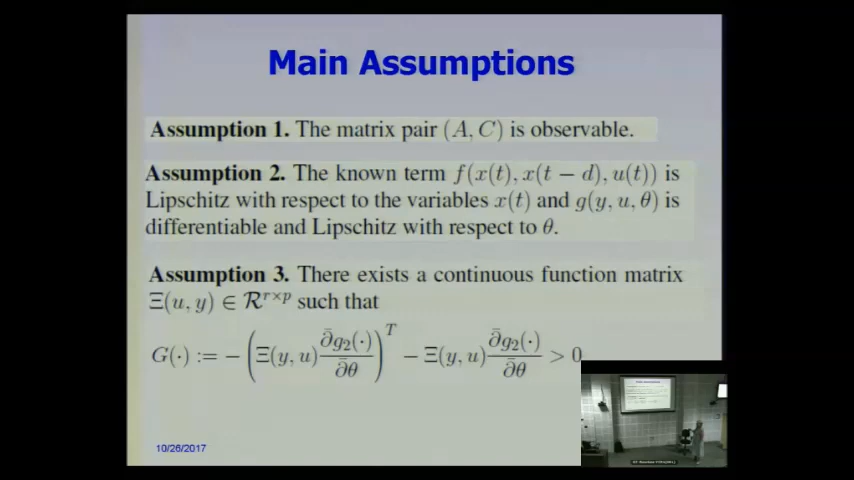 Main Assumptions
Assumption 1. The matrix pair (A, C) is observable.
Assumption 2. The known term f(x(t), x(t − d), u(t)) is
Lipschitz with respect to the variables x(t) and g(y, u, θ) is
differentiable and Lipschitz with respect to θ.
Assumption 3. There exists a continuous function matrix
Ξ(u, y) ∈ R^{r×p} such that
G(·) := −(Ξ(y, u) ∂̄g₂(·)/∂̄θ)^T − Ξ(y, u) ∂̄g₂(·)/∂̄θ > 0
10/26/2017